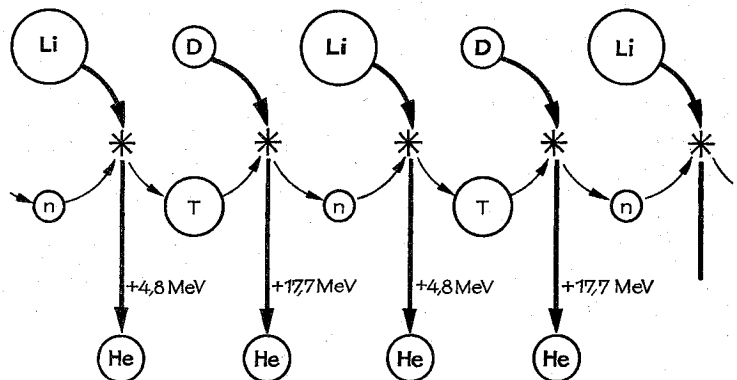 Li D Li D Li
n T n T n
+4,8 MeV +17,7 MeV +4,8 MeV +17,7 MeV
He He He He